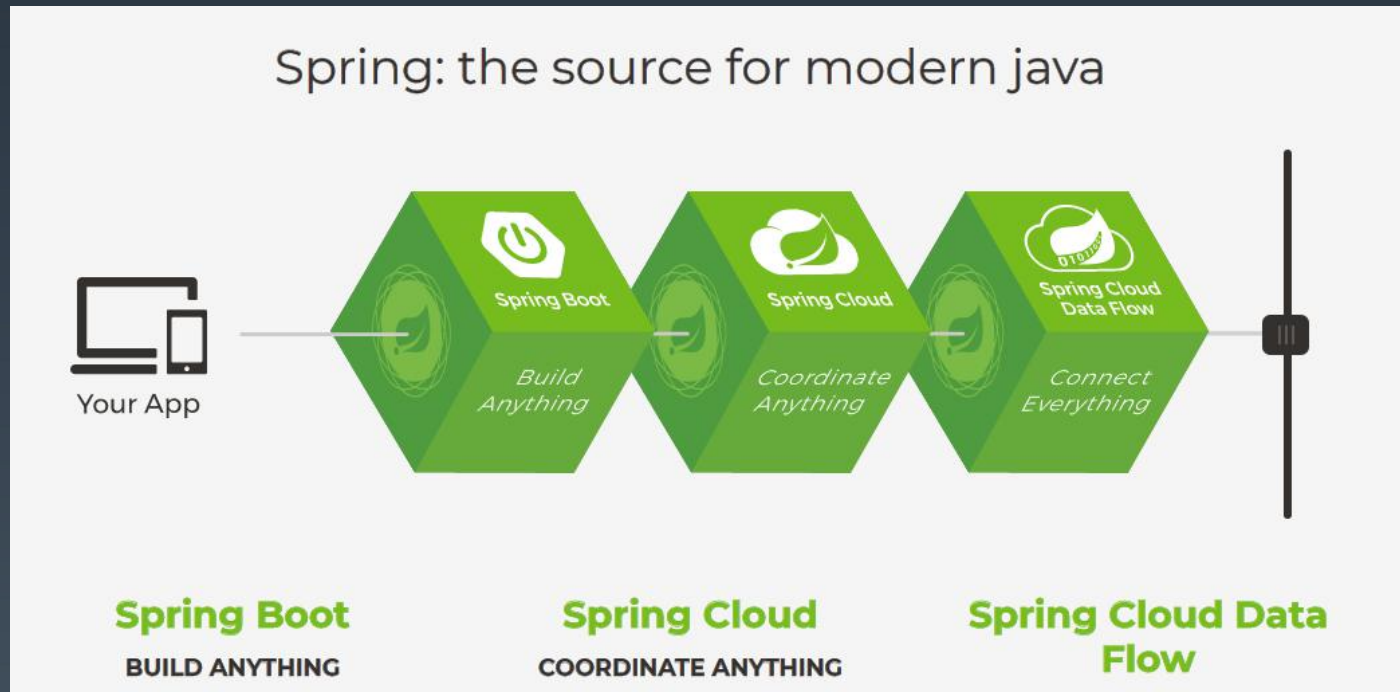 Spring: the source for modern java
Spring Boot
Build
Anything
Spring Cloud
Coordinate
Anything
010110
Spring Cloud
Data Flow
Connect
Everything
Your App
Spring Boot
BUILD ANYTHING
Spring Cloud
COORDINATE ANYTHING
Spring Cloud Data
Flow